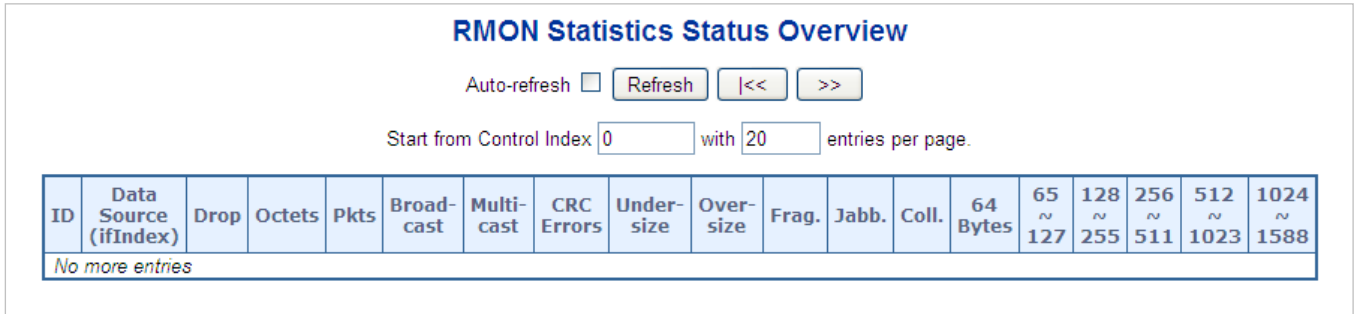 RMON Statistics Status Overview
Auto-refresh Refresh |<< >>
Start from Control Index 0 with 20 entries per page.
ID Data Source (ifIndex) Drop Octets Pkts Broad-cast Multi-cast CRC Errors Under-size Over-size Frag. Jabb. Coll. 64 Bytes 65 ~ 127 128 ~ 255 256 ~ 511 512 ~ 1023 1024 ~ 1588
No more entries